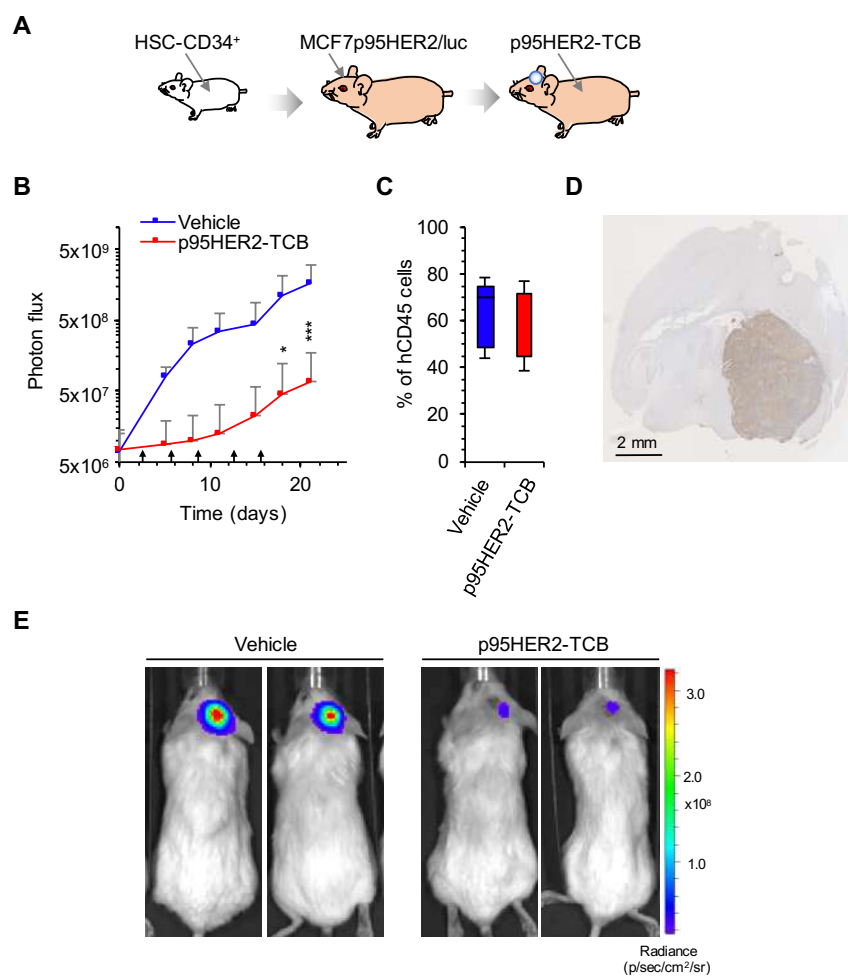 A
HSC-CD34⁺
MCF7p95HER2/luc
p95HER2-TCB
B
Vehicle
p95HER2-TCB
5x10⁹
5x10⁸
5x10⁷
5x10⁶
Photon flux
*
***
0
10
20
Time (days)
C
100
80
60
40
20
0
% of hCD45 cells
Vehicle
p95HER2-TCB
D
2 mm
E
Vehicle
p95HER2-TCB
3.0
2.0
x10⁸
1.0
Radiance
(p/sec/cm²/sr)